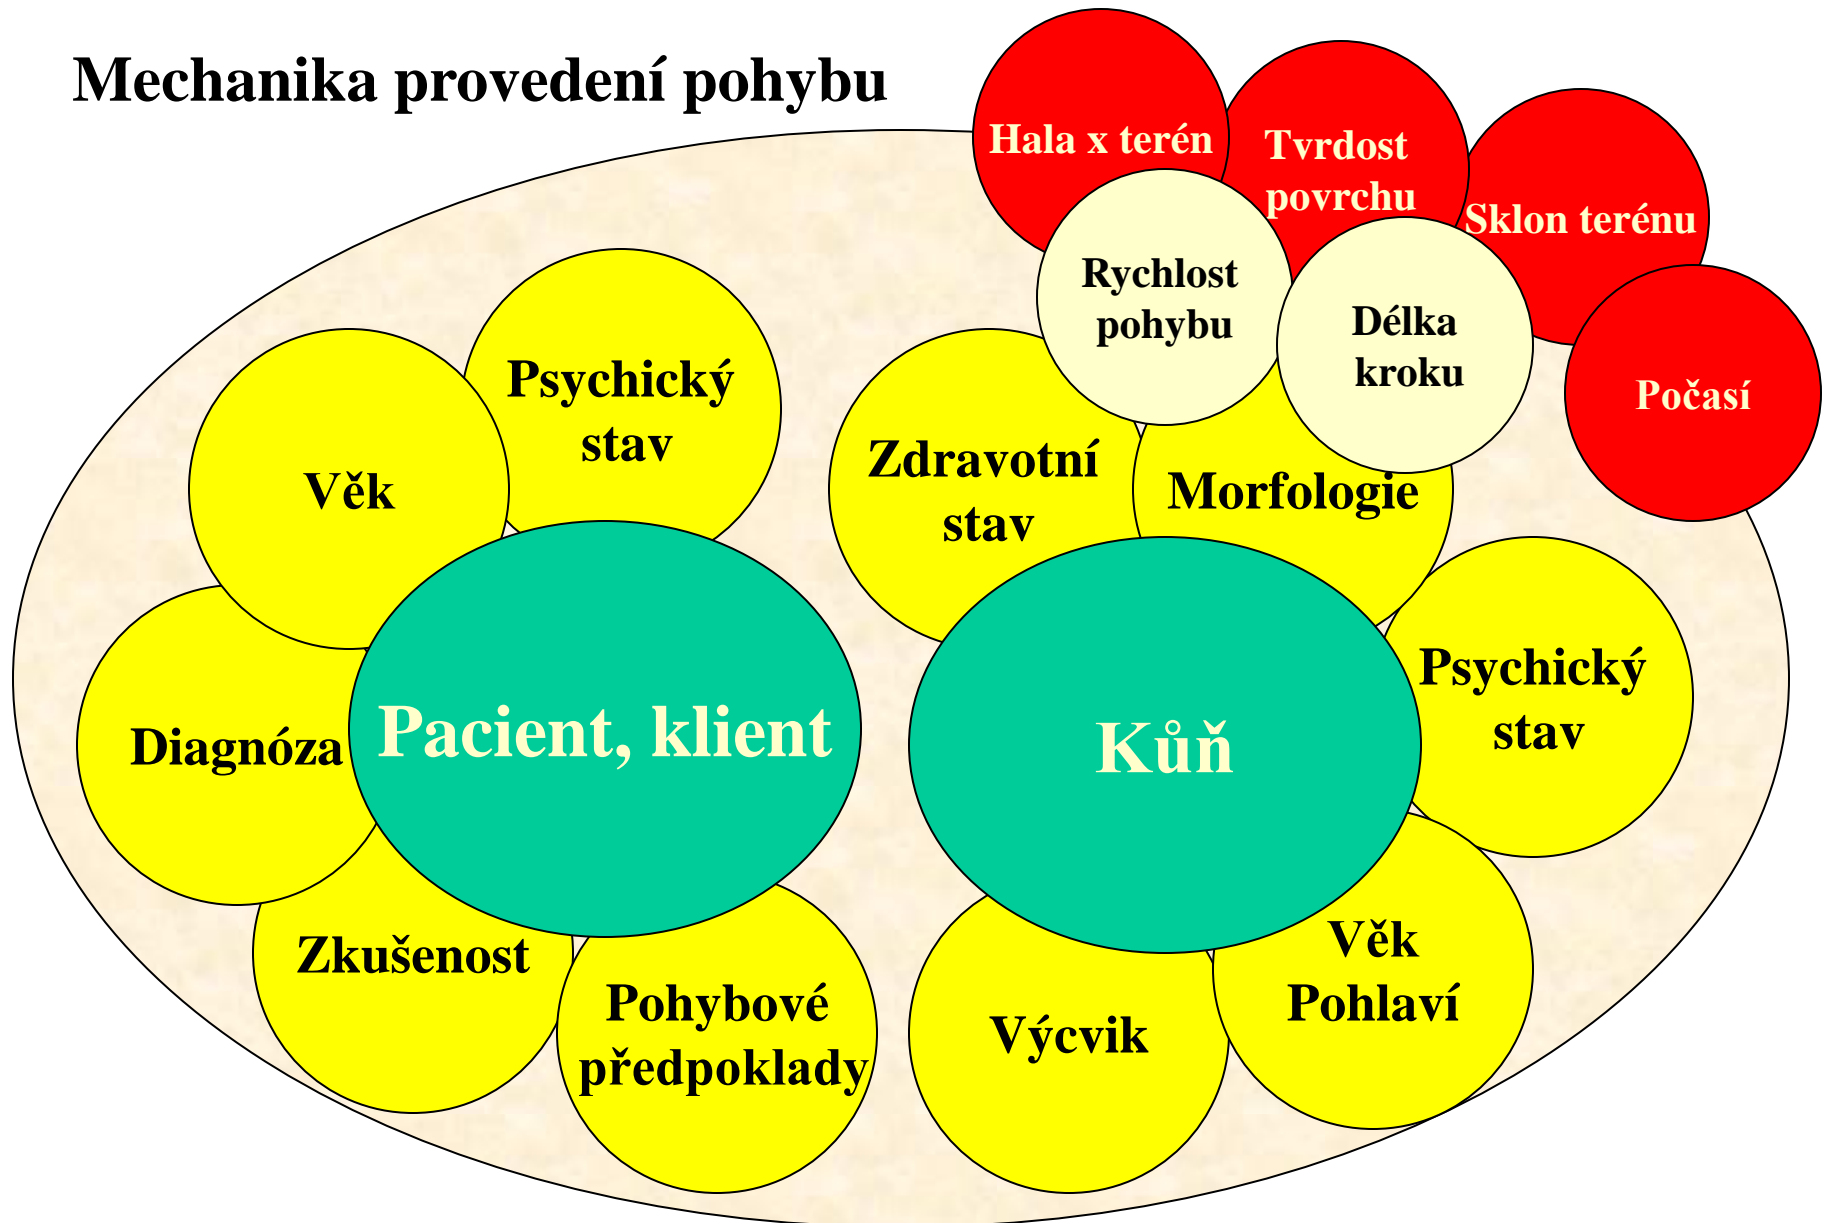 Mechanika provedení pohybu
Hala x terén
Tvrdost
povrchu
Sklon terénu
Počasí
Rychlost
pohybu
Délka
kroku
Psychický
stav
Věk
Diagnóza
Pacient, klient
Zkušenost
Pohybové
předpoklady
Zdravotní
stav
Morfologie
Psychický
stav
Kůň
Věk
Pohlaví
Výcvik